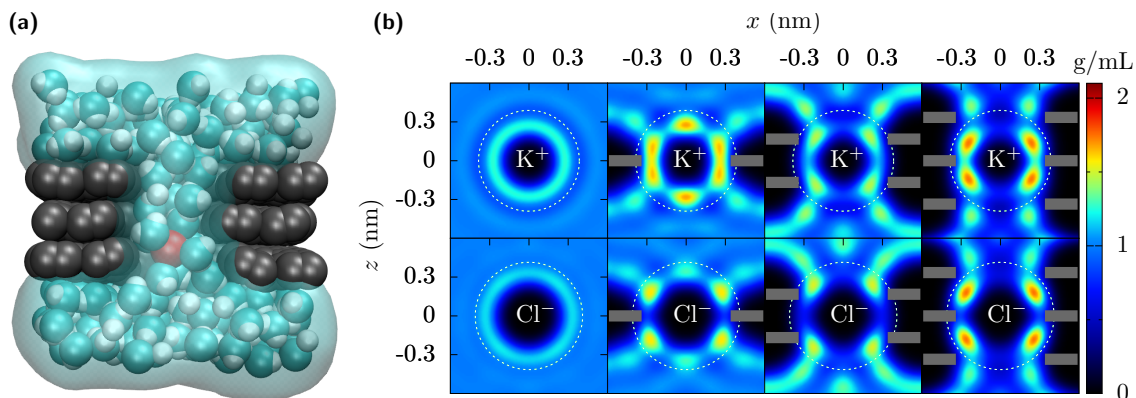 (a)
(b)
x (nm)
-0.3 0 0.3 -0.3 0 0.3 -0.3 0 0.3 -0.3 0 0.3
g/mL
0.3
0
-0.3
K⁺ K⁺ K⁺ K⁺
2
1
0
z (nm)
0.3
0
-0.3
Cl⁻ Cl⁻ Cl⁻ Cl⁻